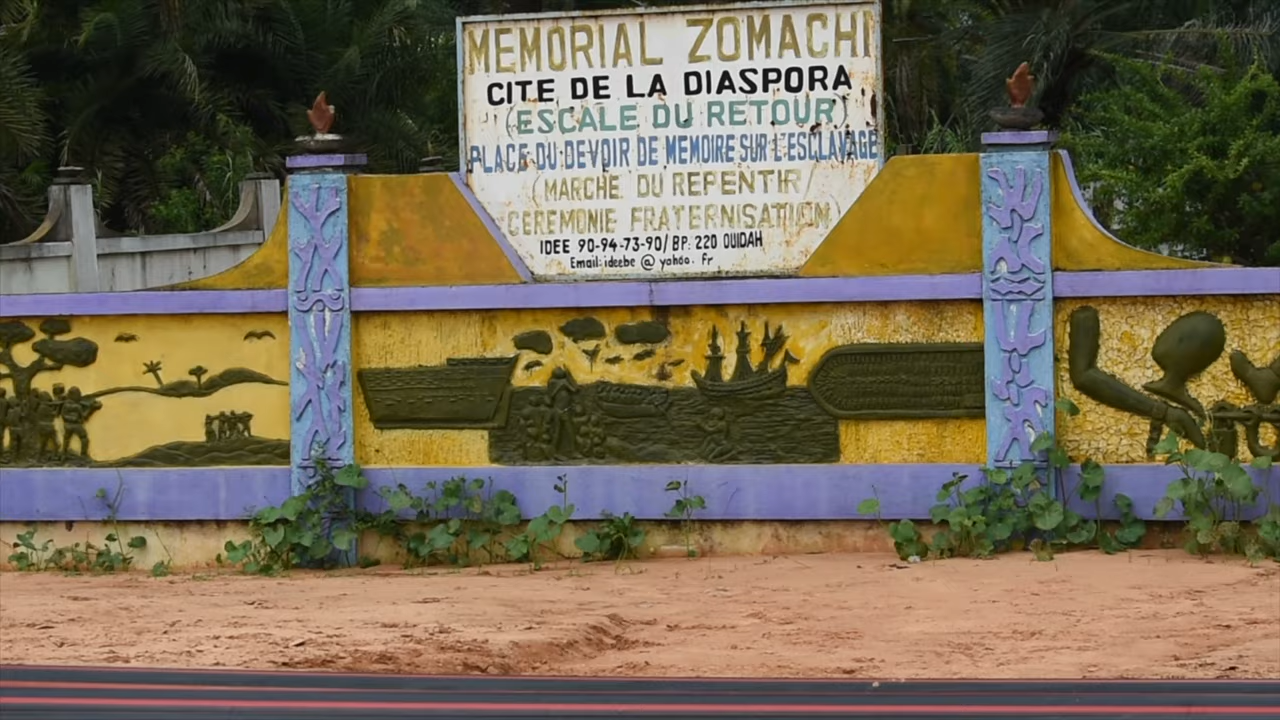 MEMORIAL ZOMACHI
CITE DE LA DIASPORA
(ESCALE DU RETOUR)
PLACE DU DEVOIR DE MEMOIRE SUR L'ESCLAVAGE
(MARCHE DU REPENTIR
CEREMONIE FRATERNISATION)
IDEE 90-94-73-90/ BP: 220 OUIDAH
Email: ideebe @ yahoo. fr